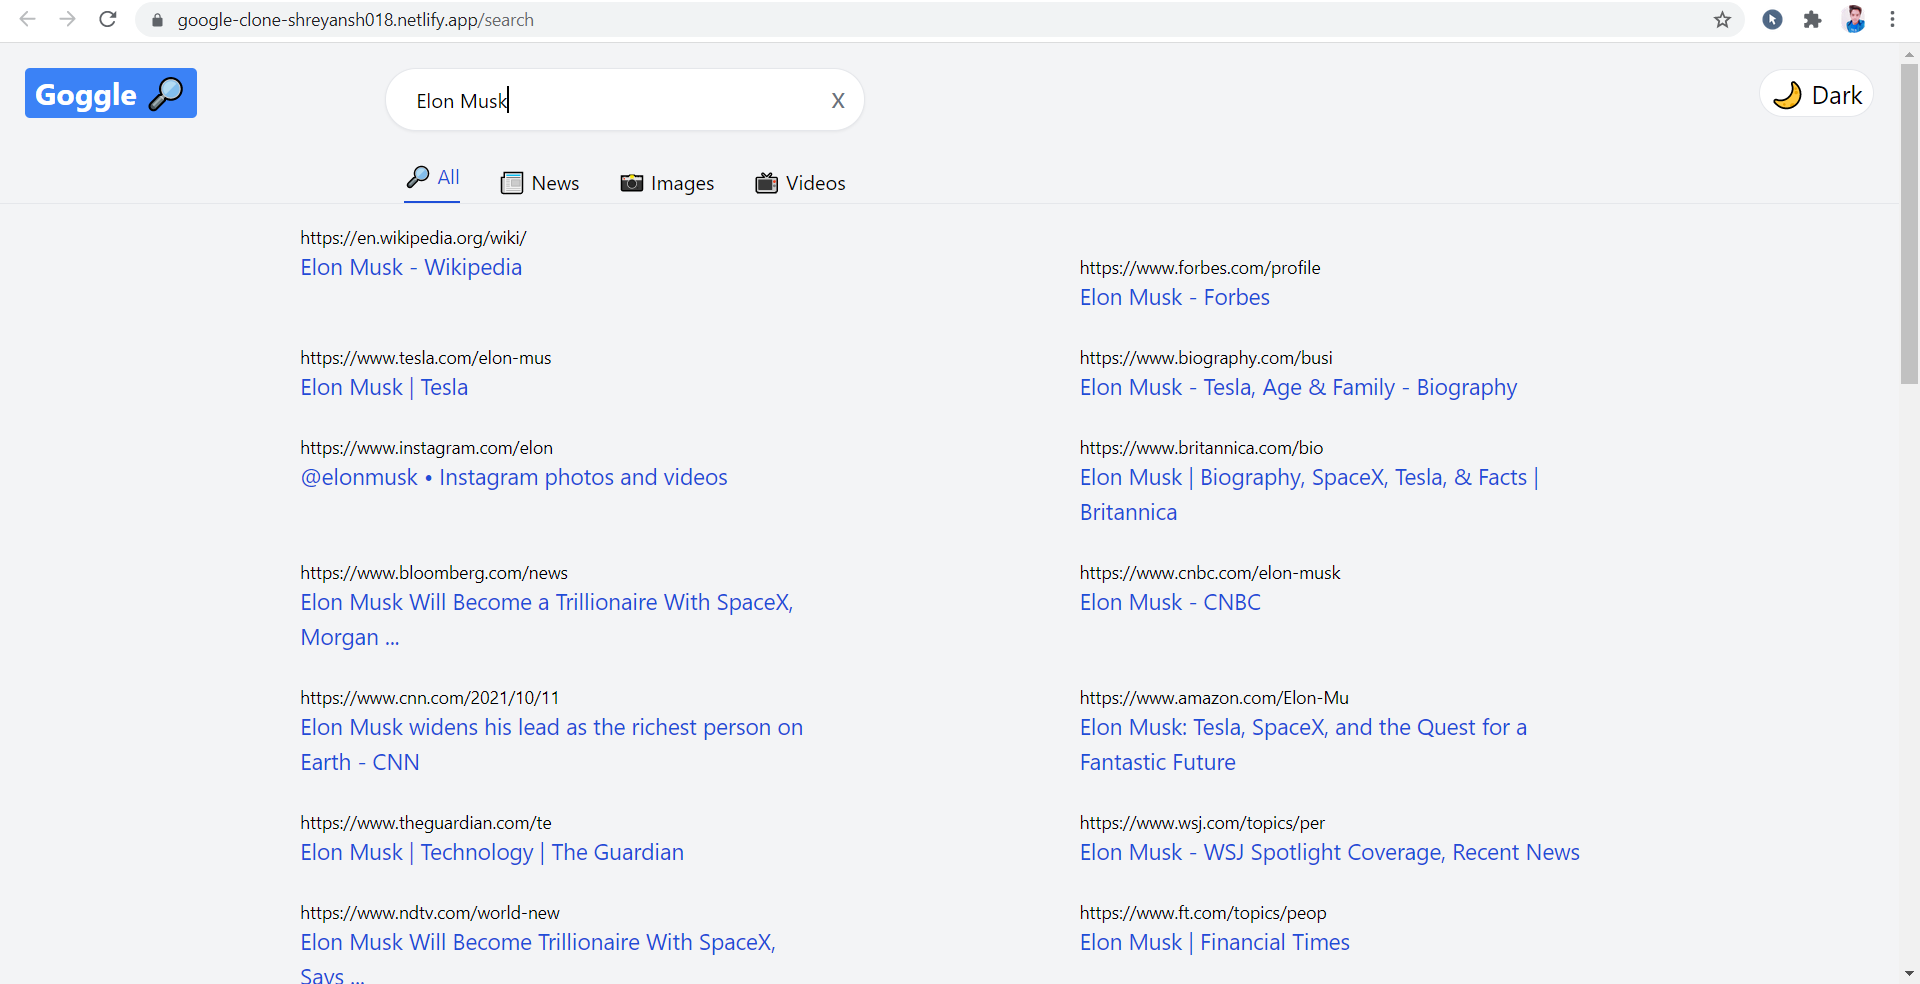 google-clone-shreyansh018.netlify.app/search
Goggle
Elon Musk
X
Dark
All
News
Images
Videos
https://en.wikipedia.org/wiki/
Elon Musk - Wikipedia
https://www.forbes.com/profile
Elon Musk - Forbes
https://www.tesla.com/elon-mus
Elon Musk | Tesla
https://www.biography.com/busi
Elon Musk - Tesla, Age & Family - Biography
https://www.instagram.com/elon
@elonmusk • Instagram photos and videos
https://www.britannica.com/bio
Elon Musk | Biography, SpaceX, Tesla, & Facts |
Britannica
https://www.bloomberg.com/news
Elon Musk Will Become a Trillionaire With SpaceX,
Morgan ...
https://www.cnbc.com/elon-musk
Elon Musk - CNBC
https://www.cnn.com/2021/10/11
Elon Musk widens his lead as the richest person on
Earth - CNN
https://www.amazon.com/Elon-Mu
Elon Musk: Tesla, SpaceX, and the Quest for a
Fantastic Future
https://www.theguardian.com/te
Elon Musk | Technology | The Guardian
https://www.wsj.com/topics/per
Elon Musk - WSJ Spotlight Coverage, Recent News
https://www.ndtv.com/world-new
Elon Musk Will Become Trillionaire With SpaceX,
Says ...
https://www.ft.com/topics/peop
Elon Musk | Financial Times